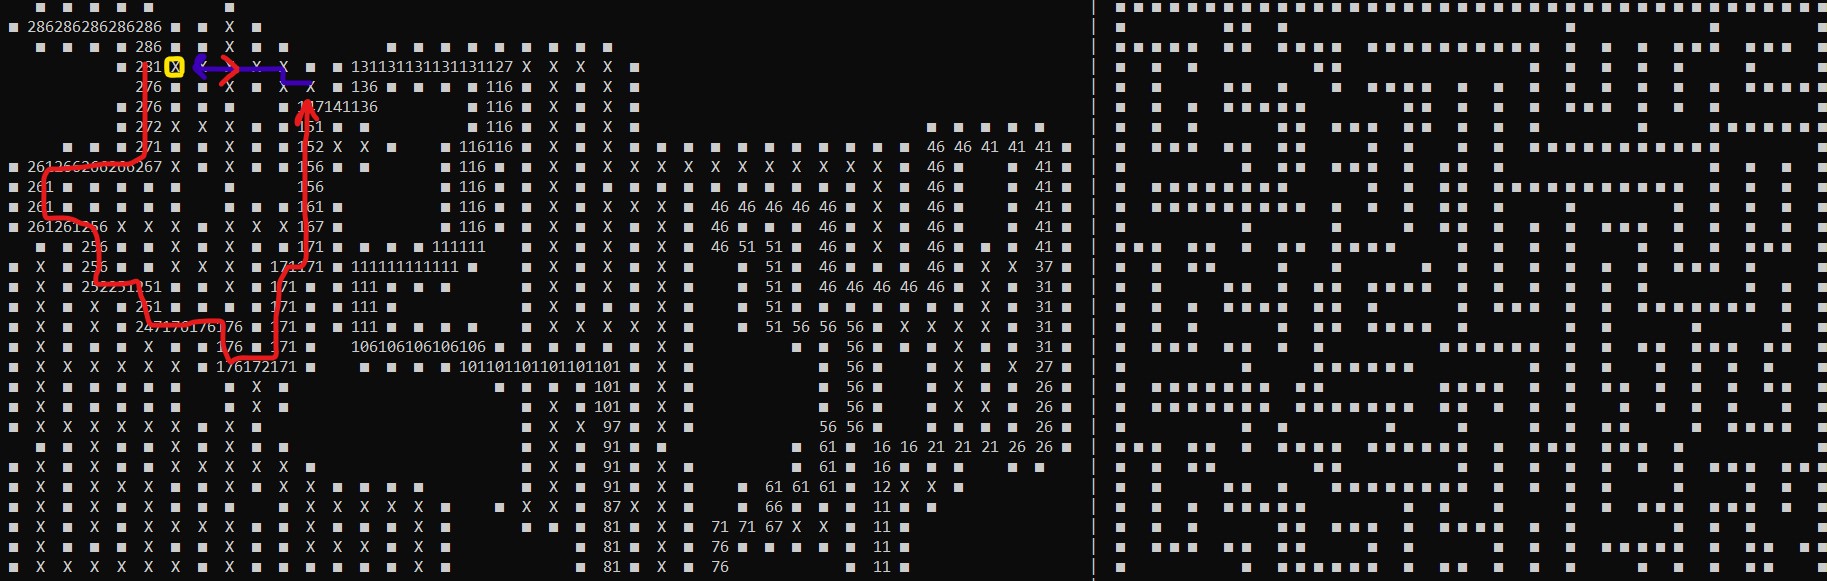 286286286286286 X
286 X
281 X X X X X 131131131131131127 X X X X
276 X X X 136 116 X X
276 147141136 116 X X
272 X X X 151 116 X X
271 X 152 X X 116116 X X 46 46 41 41 41
261266266266267 X X 156 116 X X X X X X X X X X X 46 41
261 156 116 X X X 46 41
261 161 116 X X X 46 46 46 46 46 X 46 41
261261256 X X X X X X 167 116 X X X 46 46 X 46 41
256 X X 171 111111 X X X 46 51 51 46 X 46 41
X 256 X X X 171171 111111111111 X X X 51 46 46 X X 37
X 252251251 171 111 X X X 51 46 46 46 46 46 X 31
X X 251 171 111 X X X 51 X 31
X 247176176176 171 111 X X X X X 51 56 56 56 X X X X 31
X X X 176 171 106106106106106 X 56 X 31
X X X X X 176172171 101101101101101101 X X 56 X X 27
X X 101 X 56 X 26
X X X 101 X 56 X X 26
X X X X X X X 97 X 56 56 26
X X X X 91 61 16 16 21 21 21 26 26
X X X X X X X X X X X 91 X 61 16
X X X X X X X X 91 X 61 61 61 12 X X
X X X X X X X X X X X 87 X X 66 11
X X X X X X X X X 81 X 71 71 67 X X 11
X X X X X X X X X X X 81 X 76 11
X X X X X X X X X 81 X 76 11